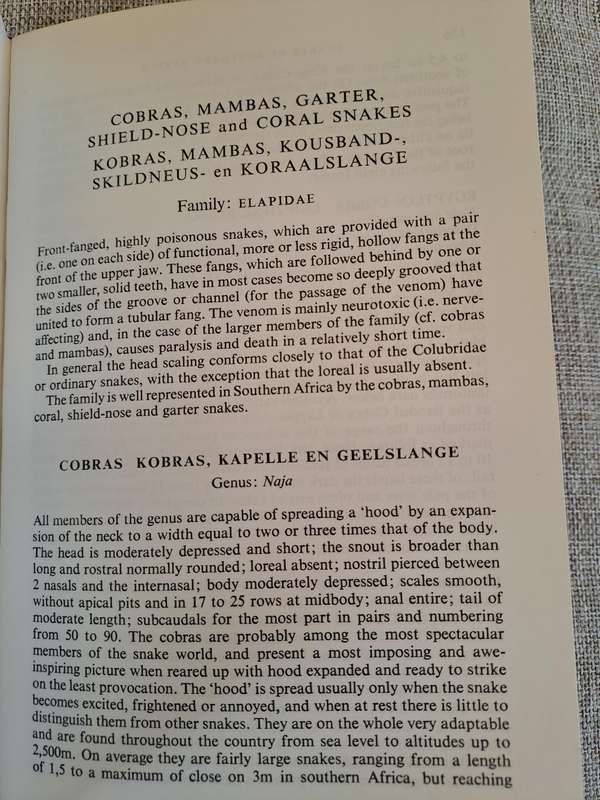 COBRAS, MAMBAS, GARTER,
SHIELD-NOSE and CORAL SNAKES
KOBRAS, MAMBAS, KOUSBAND-,
SKILDNEUS- en KORAALSLANGE
Family: ELAPIDAE
Front-fanged, highly poisonous snakes, which are provided with a pair
(i.e. one on each side) of functional, more or less rigid, hollow fangs at the
front of the upper jaw. These fangs, which are followed behind by one or
two smaller, solid teeth, have in most cases become so deeply grooved that
the sides of the groove or channel (for the passage of the venom) have
united to form a tubular fang. The venom is mainly neurotoxic (i.e. nerve-
affecting) and, in the case of the larger members of the family (cf. cobras
and mambas), causes paralysis and death in a relatively short time.
In general the head scaling conforms closely to that of the Colubridae
or ordinary snakes, with the exception that the loreal is usually absent.
The family is well represented in Southern Africa by the cobras, mambas,
coral, shield-nose and garter snakes.
COBRAS KOBRAS, KAPELLE EN GEELSLANGE
Genus: Naja
All members of the genus are capable of spreading a 'hood' by an expan-
sion of the neck to a width equal to two or three times that of the body.
The head is moderately depressed and short; the snout is broader than
long and rostral normally rounded; loreal absent; nostril pierced between
2 nasals and the internasal; body moderately depressed; scales smooth,
without apical pits and in 17 to 25 rows at midbody; anal entire; tail of
moderate length; subcaudals for the most part in pairs and numbering
from 50 to 90. The cobras are probably among the most spectacular
members of the snake world, and present a most imposing and awe-
inspiring picture when reared up with hood expanded and ready to strike
on the least provocation. The 'hood' is spread usually only when the snake
becomes excited, frightened or annoyed, and when at rest there is little to
distinguish them from other snakes. They are on the whole very adaptable
and are found throughout the country from sea level to altitudes up to
2,500m. On average they are fairly large snakes, ranging from a length
of 1,5 to a maximum of close on 3m in southern Africa, but reaching